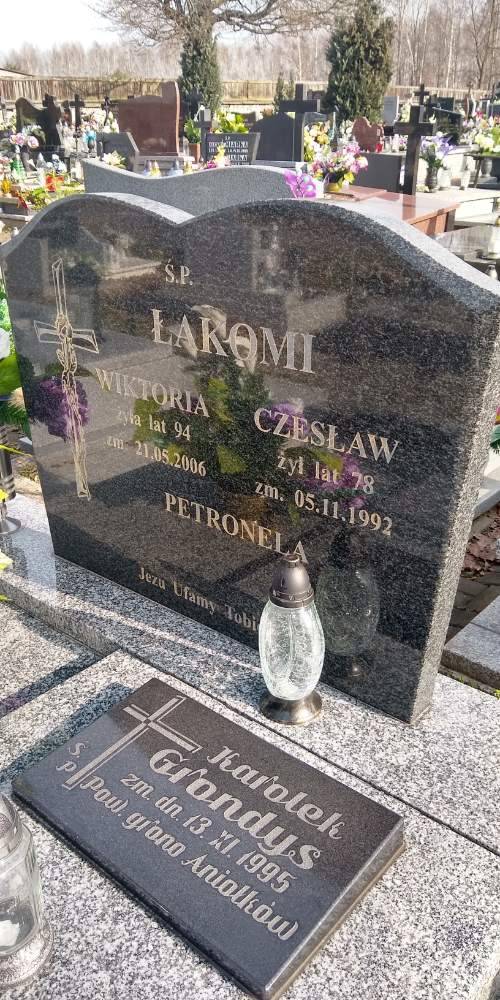 Ś.P.
ŁAKOMI
WIKTORIA
żyła lat 94
zm. 21.05.2006
CZESŁAW
żył lat 78
zm. 05.11.1992
PETRONELA
Jezu Ufamy Tobie
Ś. P.
Karolek
Grondys
zm. dn. 13. XI. 1995
Pow. grono Aniołków